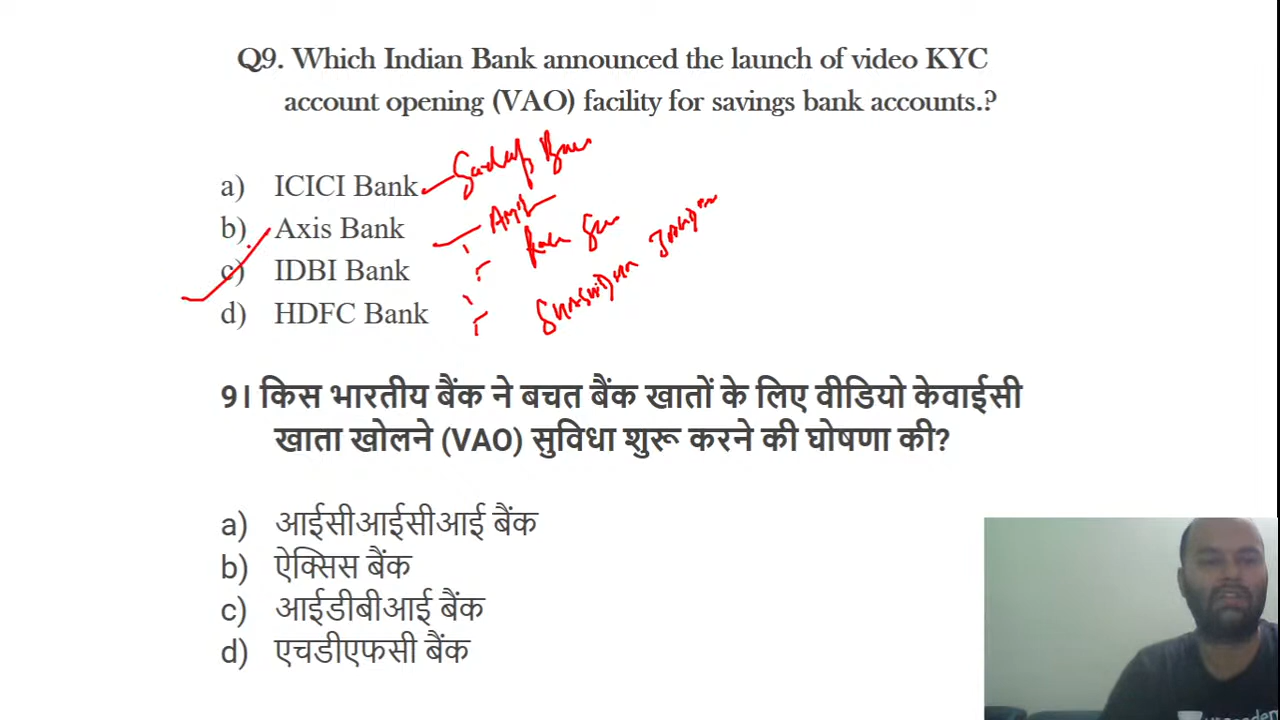 Q9. Which Indian Bank announced the launch of video KYC
account opening (VAO) facility for savings bank accounts.?
a) ICICI Bank
b) Axis Bank
c) IDBI Bank
d) HDFC Bank
9। किस भारतीय बैंक ने बचत बैंक खातों के लिए वीडियो केवाईसी
खाता खोलने (VAO) सुविधा शुरू करने की घोषणा की?
a) आईसीआईसीआई बैंक
b) ऐक्सिस बैंक
c) आईडीबीआई बैंक
d) एचडीएफसी बैंक